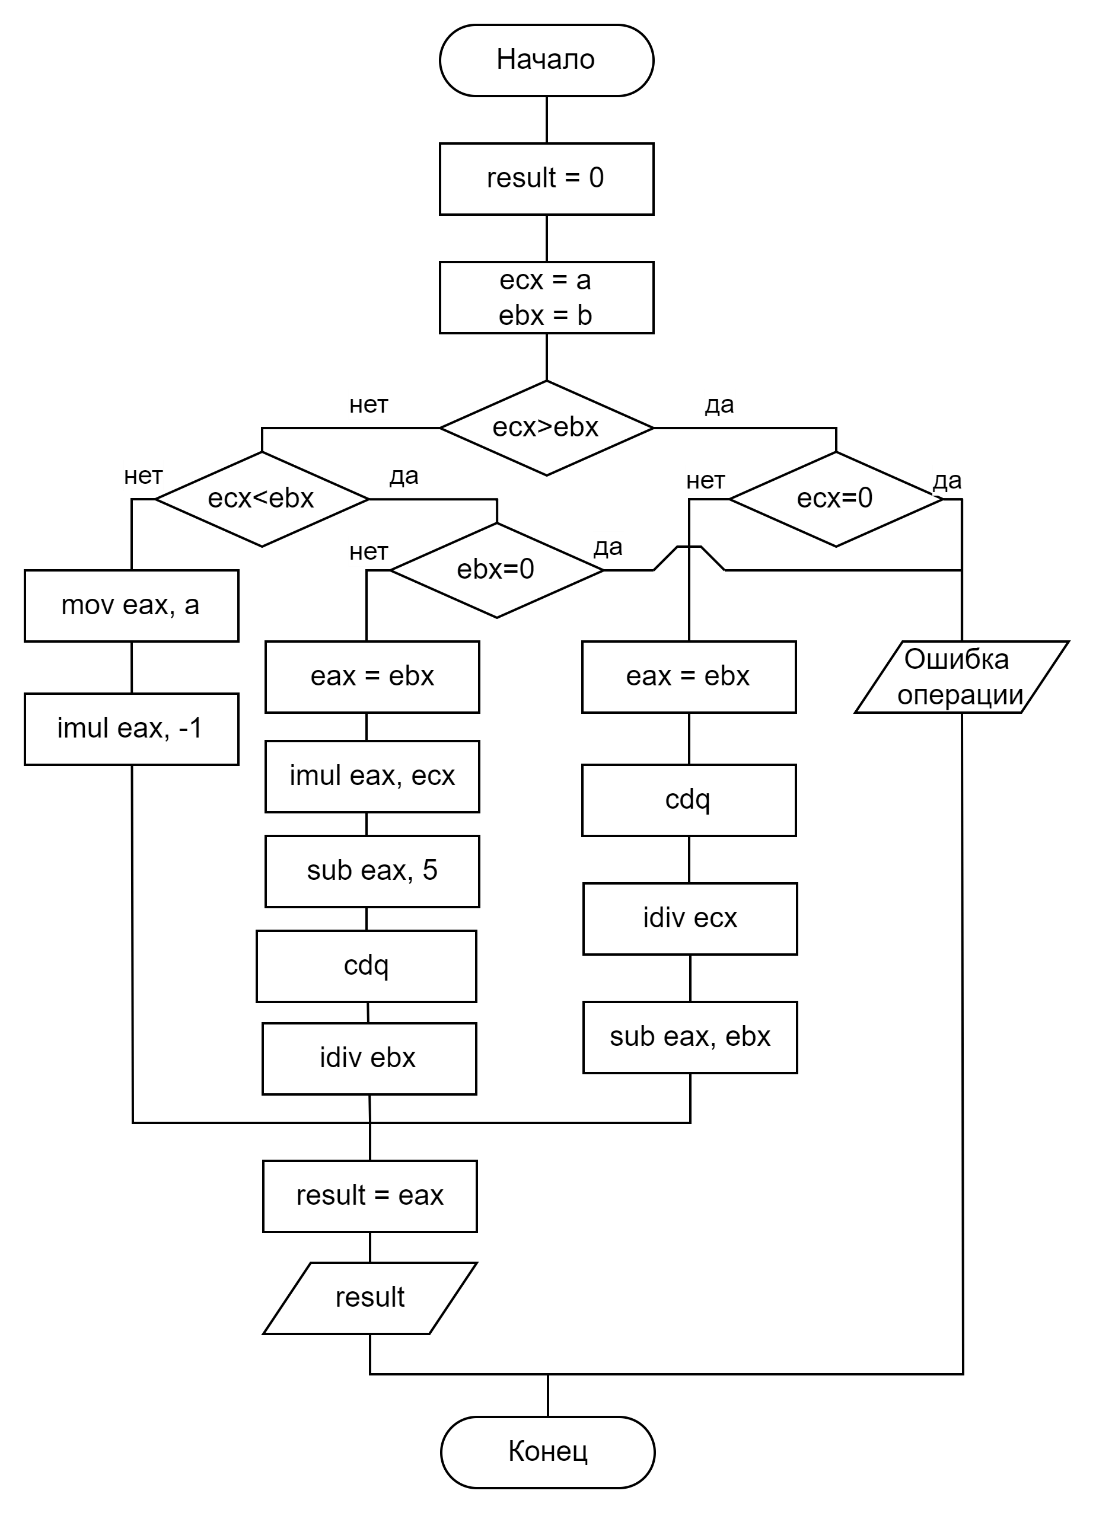 Начало
result = 0
ecx = a
ebx = b
нет
да
ecx>ebx
нет
да
ecx<ebx
нет
да
ecx=0
нет
да
ebx=0
mov eax, a
eax = ebx
eax = ebx
Ошибка
операции
imul eax, -1
imul eax, ecx
cdq
sub eax, 5
idiv ecx
cdq
sub eax, ebx
idiv ebx
result = eax
result
Конец